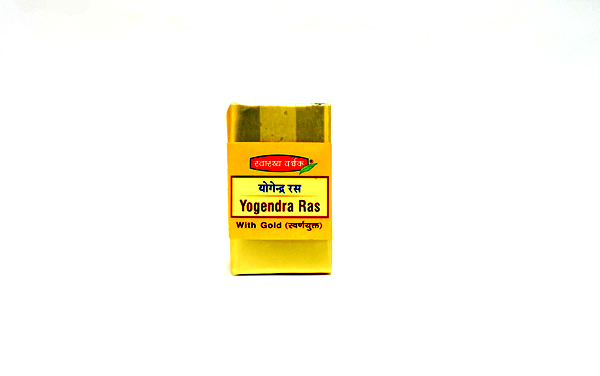 स्वास्थ्य वर्धक
योगेन्द्र रस
Yogendra Ras
With Gold (स्वर्णयुक्त)